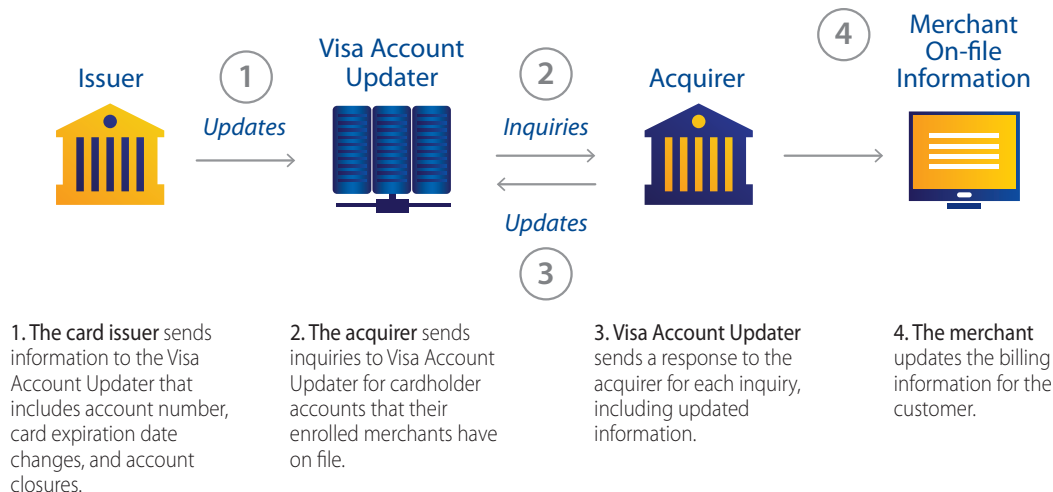 Issuer
1
Updates
Visa Account
Updater
2
Inquiries
Updates
3
Acquirer
4
Merchant
On-file
Information
1. The card issuer sends
information to the Visa
Account Updater that
includes account number,
card expiration date
changes, and account
closures.
2. The acquirer sends
inquiries to Visa Account
Updater for cardholder
accounts that their
enrolled merchants have
on file.
3. Visa Account Updater
sends a response to the
acquirer for each inquiry,
including updated
information.
4. The merchant
updates the billing
information for the
customer.